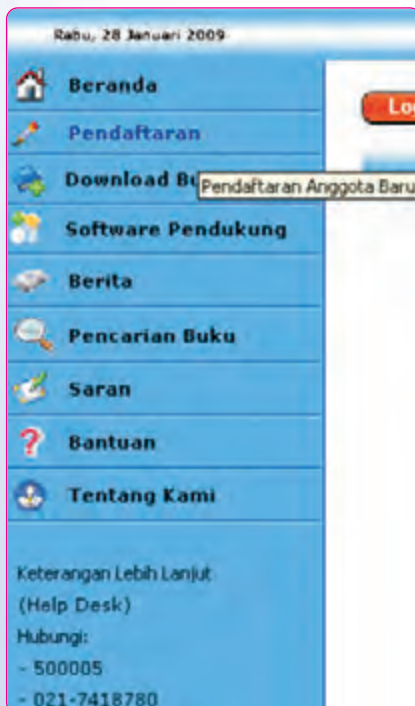 Rabu, 28 Januari 2009
Beranda
Pendaftaran
Download
Pendaftaran Anggota Baru
Software Pendukung
Berita
Pencarian Buku
Saran
Bantuan
Tentang Kami
Keterangan Lebih Lanjut
(Help Desk)
Hubungi:
- 500005
- 021-7418780